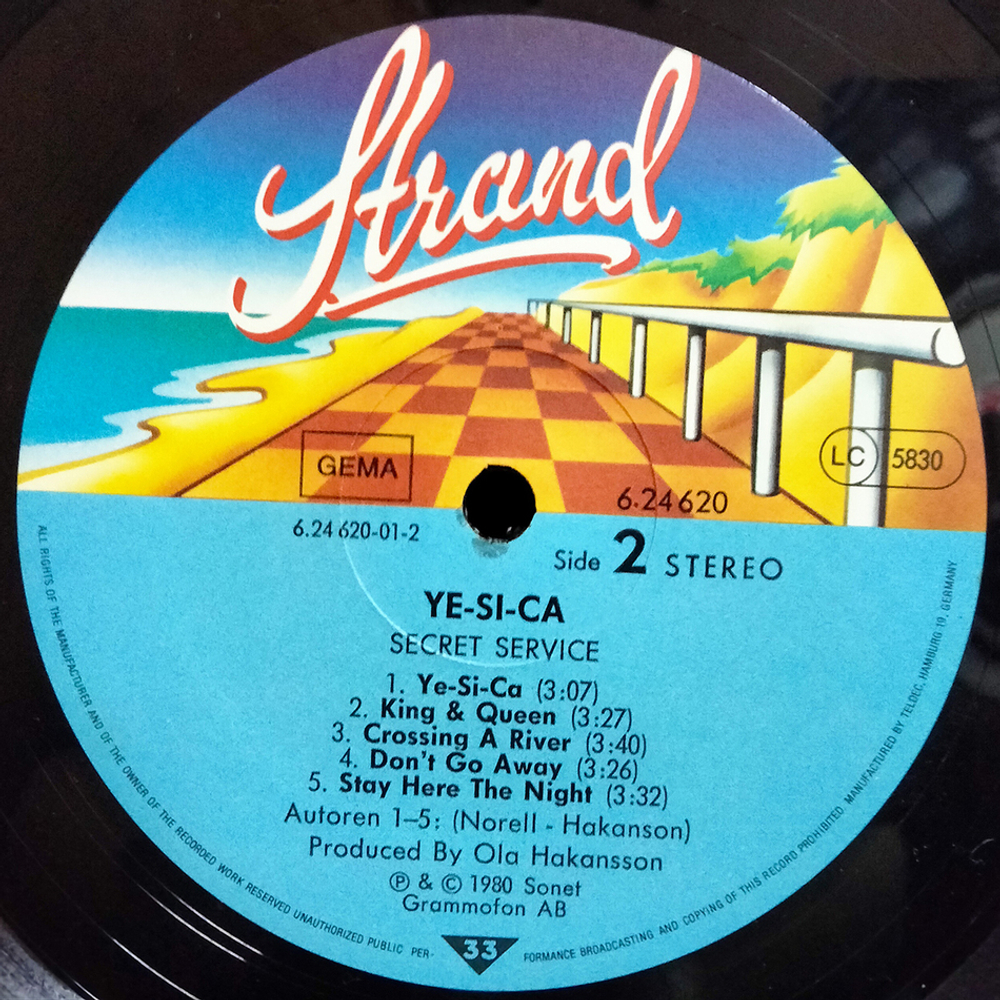 Strand
GEMA
LC 5830
6.24620
6.24 620-01-2
Side 2 STEREO
YE-SI-CA
SECRET SERVICE
1. Ye-Si-Ca (3:07)
2. King & Queen (3:27)
3. Crossing A River (3:40)
4. Don't Go Away (3:26)
5. Stay Here The Night (3:32)
Autoren 1–5: (Norell - Hakanson)
Produced By Ola Hakansson
Ⓟ & © 1980 Sonet
Grammofon AB
33
ALL RIGHTS OF THE MANUFACTURER AND OF THE OWNER OF THE RECORDED WORK RESERVED UNAUTHORIZED PUBLIC PER-
FORMANCE BROADCASTING AND COPYING OF THIS RECORD PROHIBITED. MANUFACTURED BY TELDEC, HAMBURG 19, GERMANY